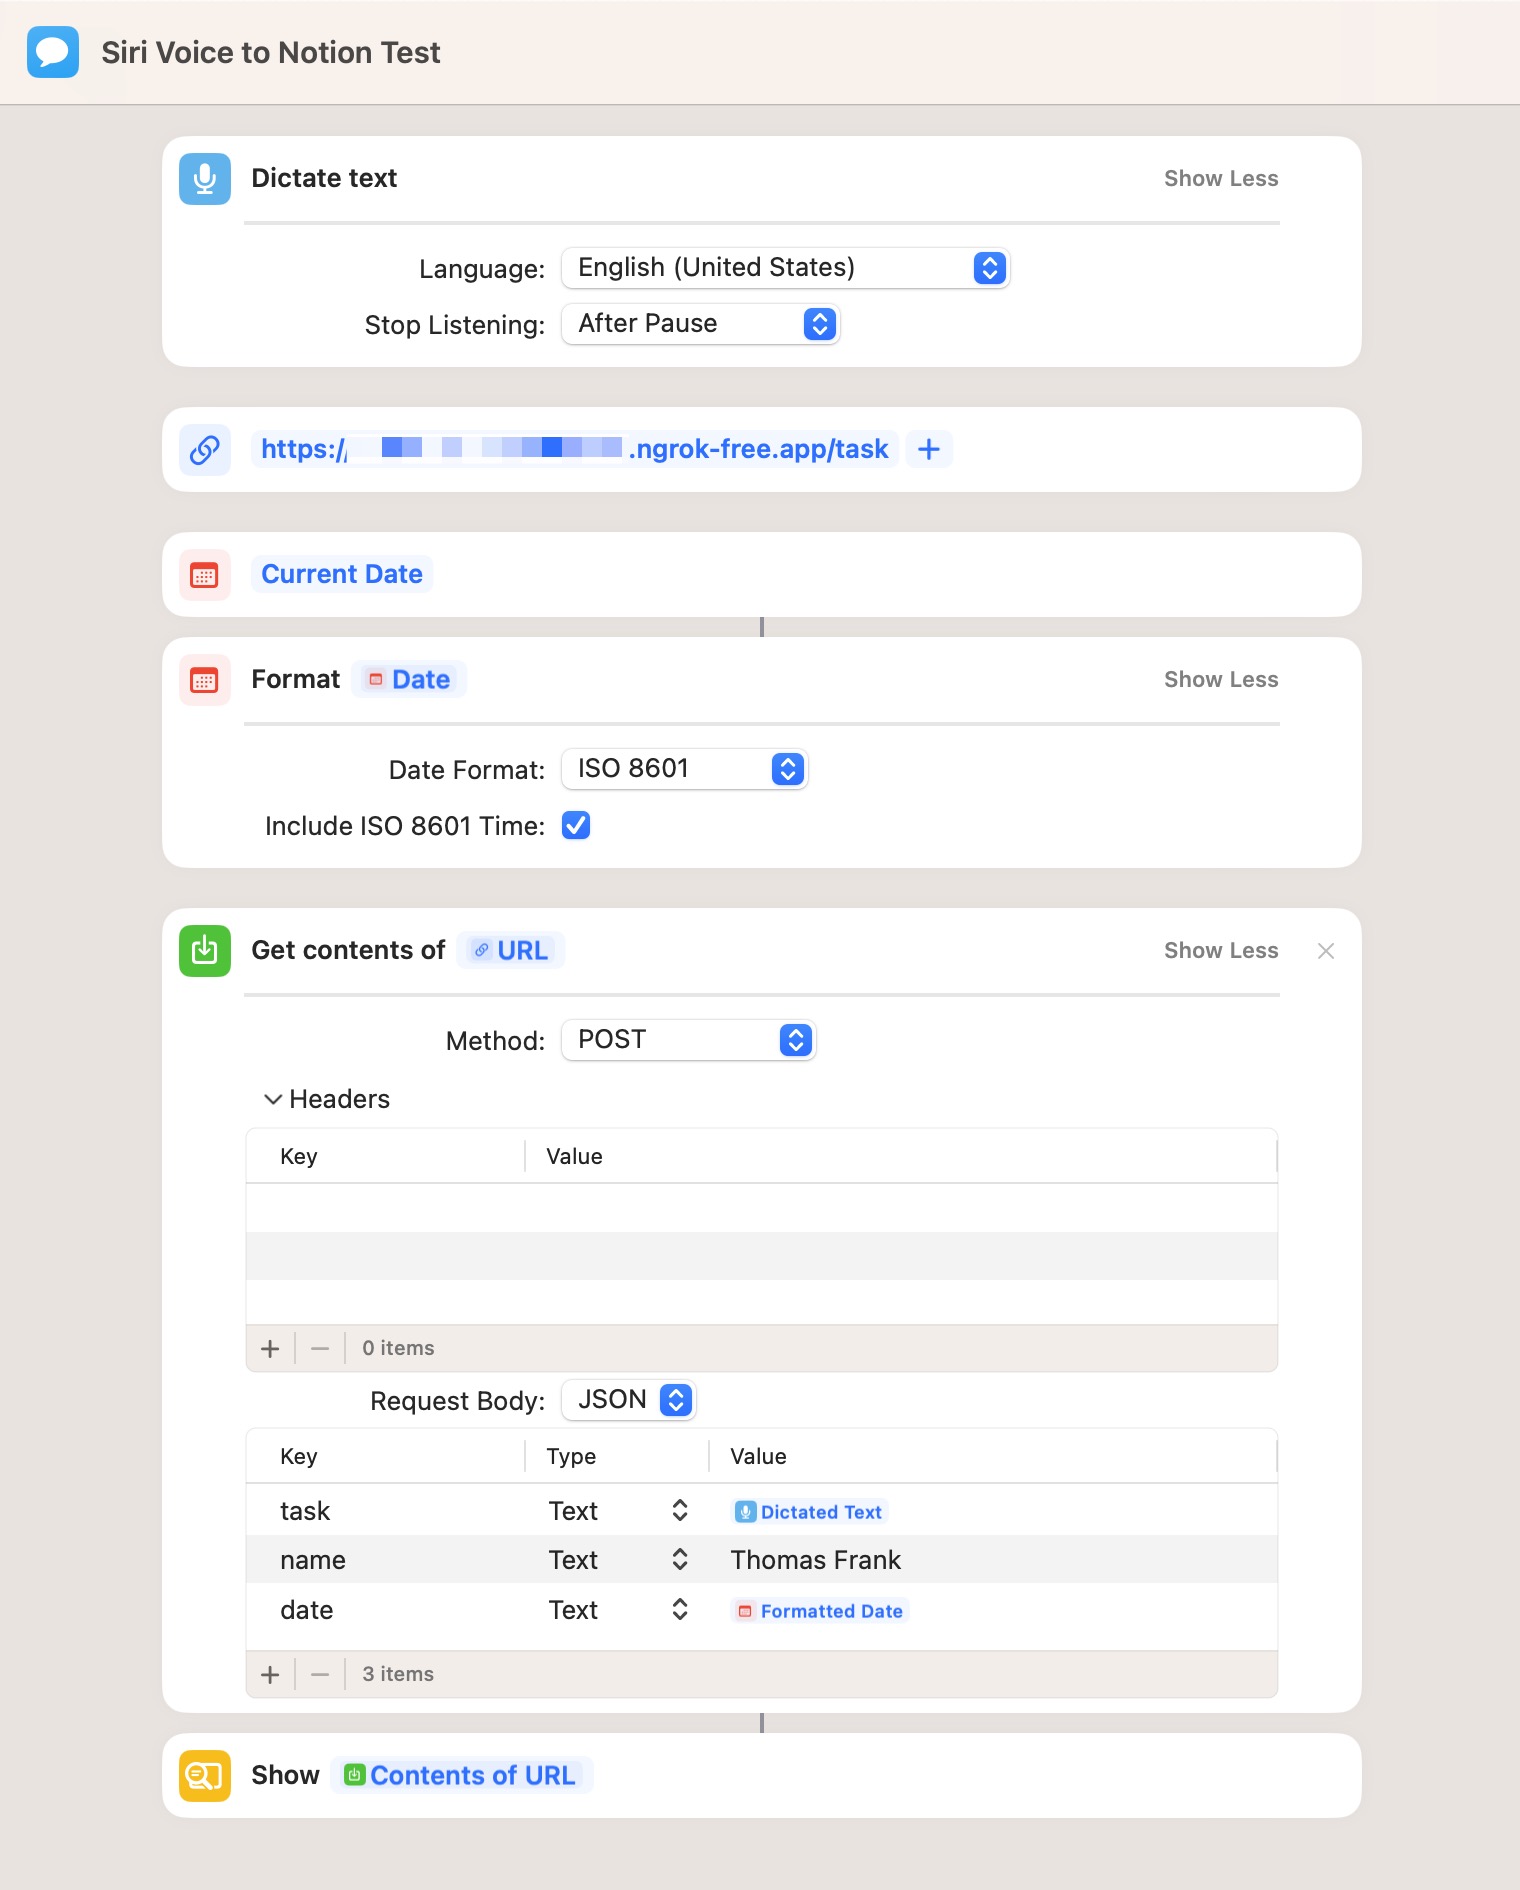 Siri Voice to Notion Test
Dictate text Show Less
Language: English (United States)
Stop Listening: After Pause
https:// .ngrok-free.app/task +
Current Date
Format Date Show Less
Date Format: ISO 8601
Include ISO 8601 Time:
Get contents of URL Show Less
Method: POST
Headers
Key Value
+ − 0 items
Request Body: JSON
Key Type Value
task Text Dictated Text
name Text Thomas Frank
date Text Formatted Date
+ − 3 items
Show Contents of URL